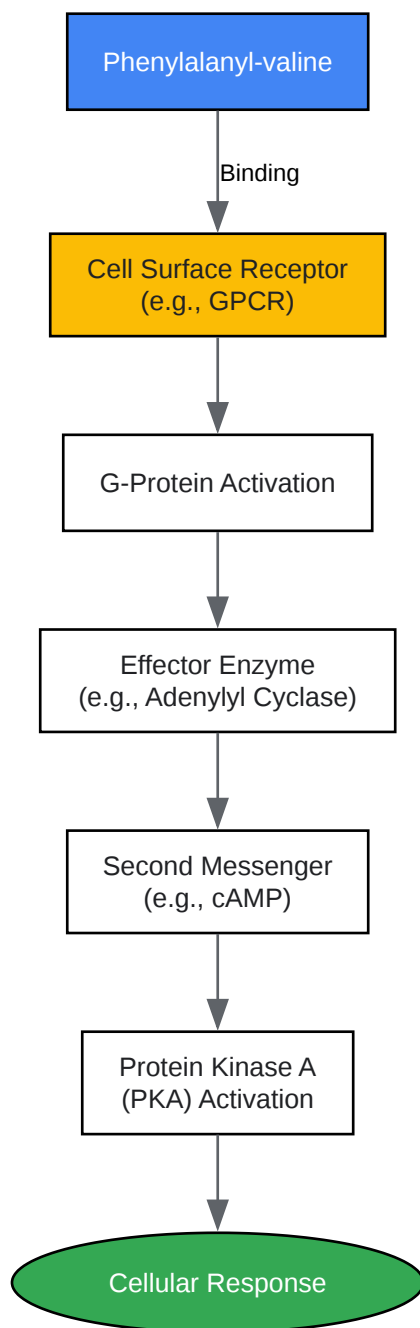 Phenylalanyl-valine
Binding
Cell Surface Receptor
(e.g., GPCR)
G-Protein Activation
Effector Enzyme
(e.g., Adenylyl Cyclase)
Second Messenger
(e.g., cAMP)
Protein Kinase A
(PKA) Activation
Cellular Response